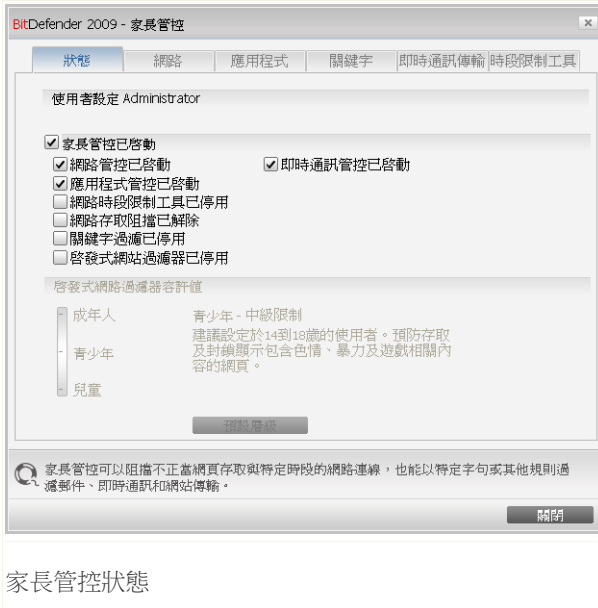 BitDefender 2009 - 家長管控
狀態 網路 應用程式 關鍵字 即時通訊傳輸 時段限制工具
使用者設定 Administrator
家長管控已啓動
網路管控已啓動 即時通訊管控已啓動
應用程式管控已啓動
網路時段限制工具已停用
網路存取阻擋已解除
關鍵字過濾已停用
啓發式網站過濾器已停用
啓發式網路過濾器容許值
成年人 青少年 - 中級限制
建議設定於14到18歲的使用者。預防存取
青少年 及封鎖顯示包含色情、暴力及遊戲相關內
容的網頁。
兒童
預設層級
家長管控可以阻擋不正當網頁存取與特定時段的網路連線，也能以特定字句或其他規則過
濾郵件、即時通訊和網站傳輸。
關閉
家長管控狀態